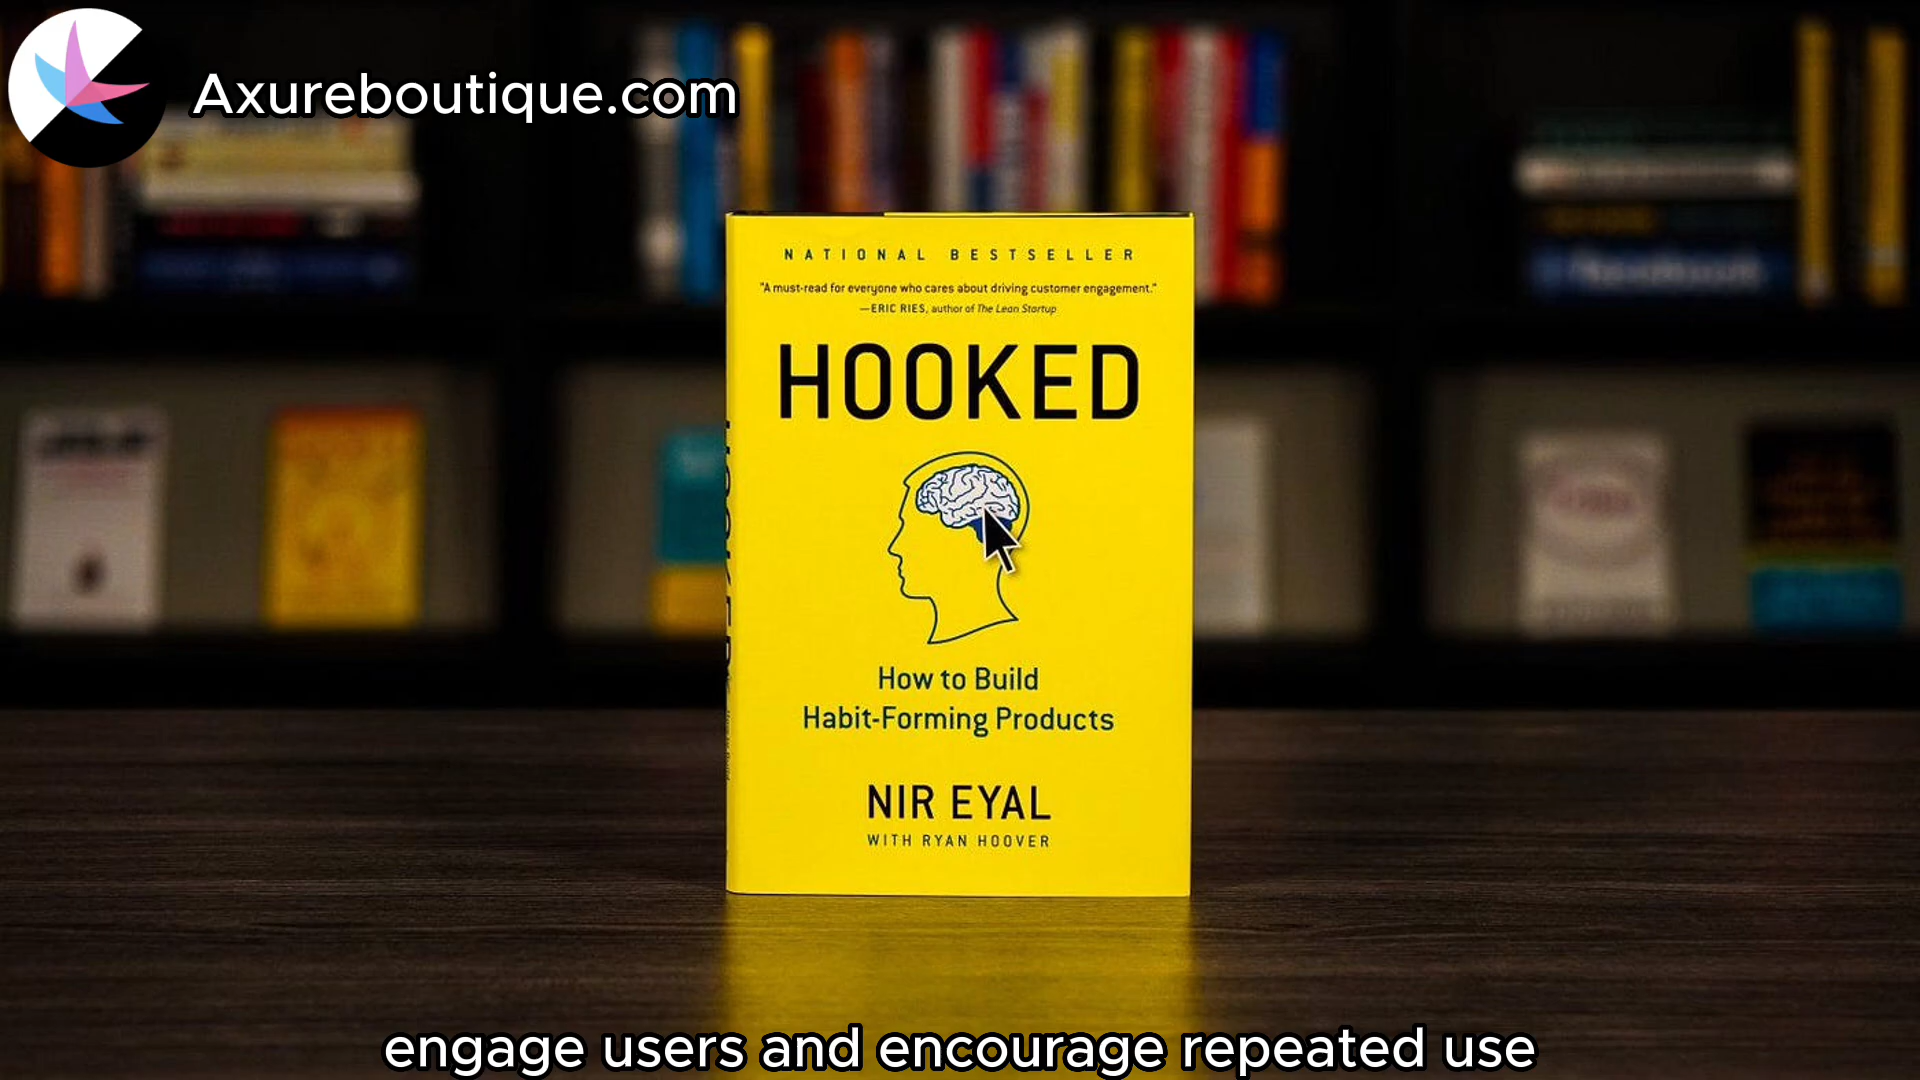 Axureboutique.com
NATIONAL BESTSELLER
"A must-read for everyone who cares about driving customer engagement."
—ERIC RIES, author of The Lean Startup
HOOKED
How to Build
Habit-Forming Products
NIR EYAL
WITH RYAN HOOVER
engage users and encourage repeated use